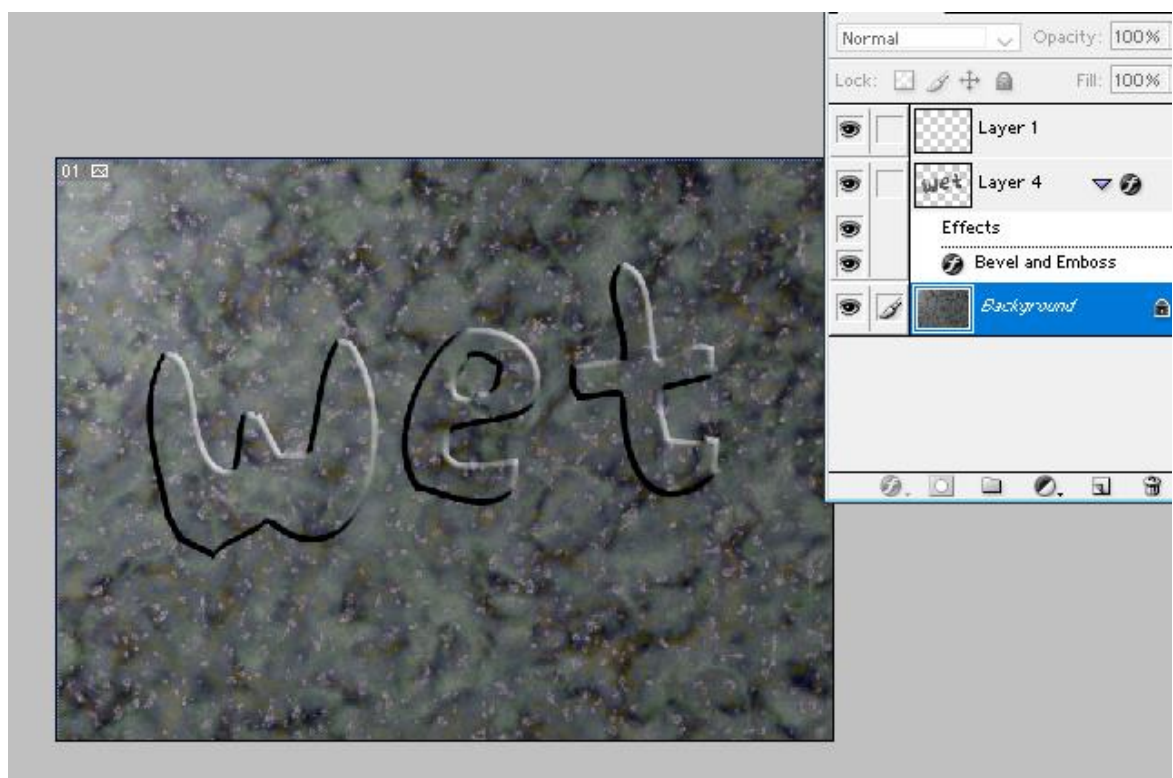 Normal Opacity: 100%
Lock: Fill: 100%
Layer 1
wet Layer 4
Effects
Bevel and Emboss
Background
01
wet